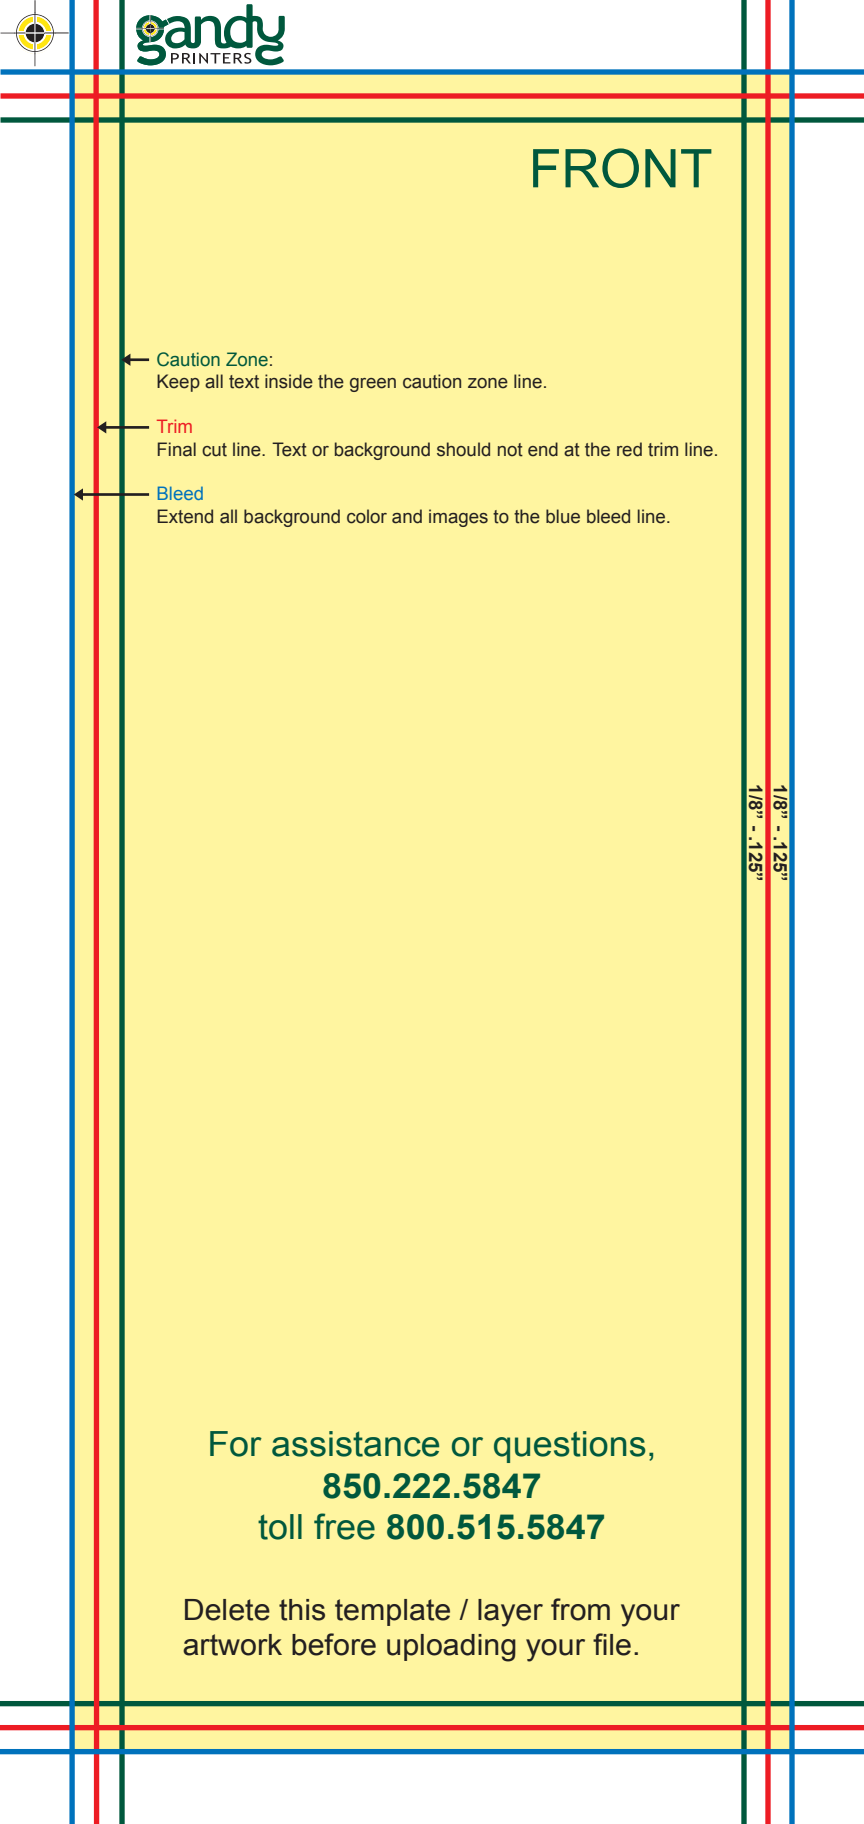 gandy
PRINTERS
FRONT
Caution Zone:
Keep all text inside the green caution zone line.
Trim
Final cut line. Text or background should not end at the red trim line.
Bleed
Extend all background color and images to the blue bleed line.
1/8” - .125”
1/8” - .125”
For assistance or questions,
850.222.5847
toll free 800.515.5847
Delete this template / layer from your
artwork before uploading your file.